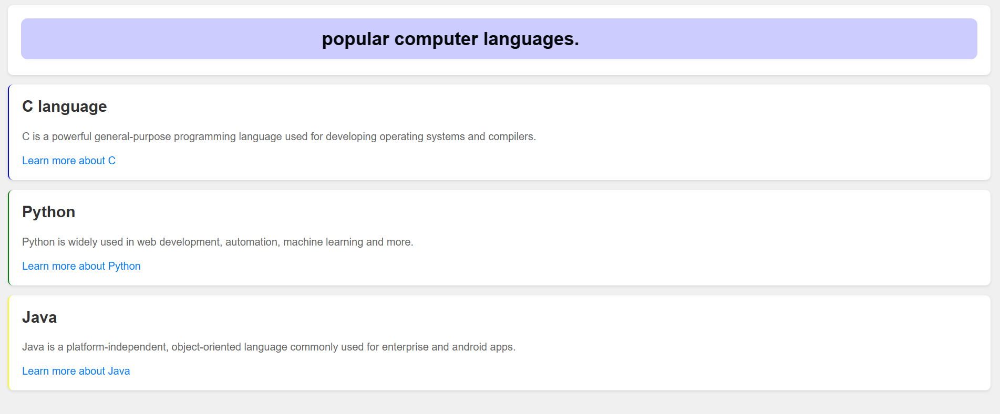 popular computer languages.
C language
C is a powerful general-purpose programming language used for developing operating systems and compilers.
Learn more about C
Python
Python is widely used in web development, automation, machine learning and more.
Learn more about Python
Java
Java is a platform-independent, object-oriented language commonly used for enterprise and android apps.
Learn more about Java